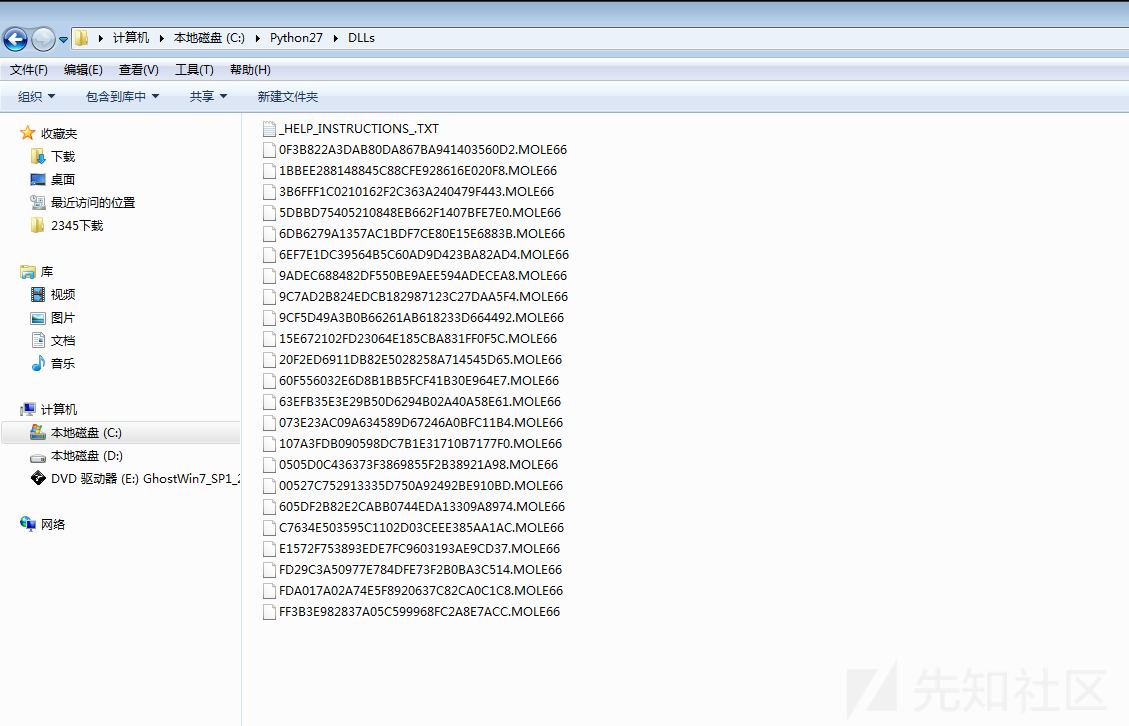 计算机 本地磁盘 (C:) Python27 DLLs
文件(F) 编辑(E) 查看(V) 工具(T) 帮助(H)
组织 包含到库中 共享 新建文件夹
收藏夹
下载
桌面
最近访问的位置
2345下载
库
视频
图片
文档
音乐
计算机
本地磁盘 (C:)
本地磁盘 (D:)
DVD 驱动器 (E:) GhostWin7_SP1_2
网络
_HELP_INSTRUCTIONS_.TXT
0F3B822A3DAB80DA867BA941403560D2.MOLE66
1BBEE288148845C88CFE928616E020F8.MOLE66
3B6FFF1C0210162F2C363A240479F443.MOLE66
5DBBD75405210848EB662F1407BFE7E0.MOLE66
6DB6279A1357AC1BDF7CE80E15E6883B.MOLE66
6EF7E1DC39564B5C60AD9D423BA82AD4.MOLE66
9ADEC688482DF550BE9AEE594ADECEA8.MOLE66
9C7AD2B824EDCB182987123C27DAA5F4.MOLE66
9CF5D49A3B0B66261AB618233D664492.MOLE66
15E672102FD23064E185CBA831FF0F5C.MOLE66
20F2ED6911DB82E5028258A714545D65.MOLE66
60F556032E6D8B1BB5FCF41B30E964E7.MOLE66
63EFB35E3E29B50D6294B02A40A58E61.MOLE66
073E23AC09A634589D67246A0BFC11B4.MOLE66
107A3FDB090598DC7B1E31710B7177F0.MOLE66
0505D0C436373F3869855F2B38921A98.MOLE66
00527C752913335D750A92492BE910BD.MOLE66
605DF2B82E2CABB0744EDA13309A8974.MOLE66
C7634E503595C1102D03CEEE385AA1AC.MOLE66
E1572F753893EDE7FC9603193AE9CD37.MOLE66
FD29C3A50977E784DFE73F2B0BA3C514.MOLE66
FDA017A02A74E5F8920637C82CA0C1C8.MOLE66
FF3B3E982837A05C599968FC2A8E7ACC.MOLE66
先知社区